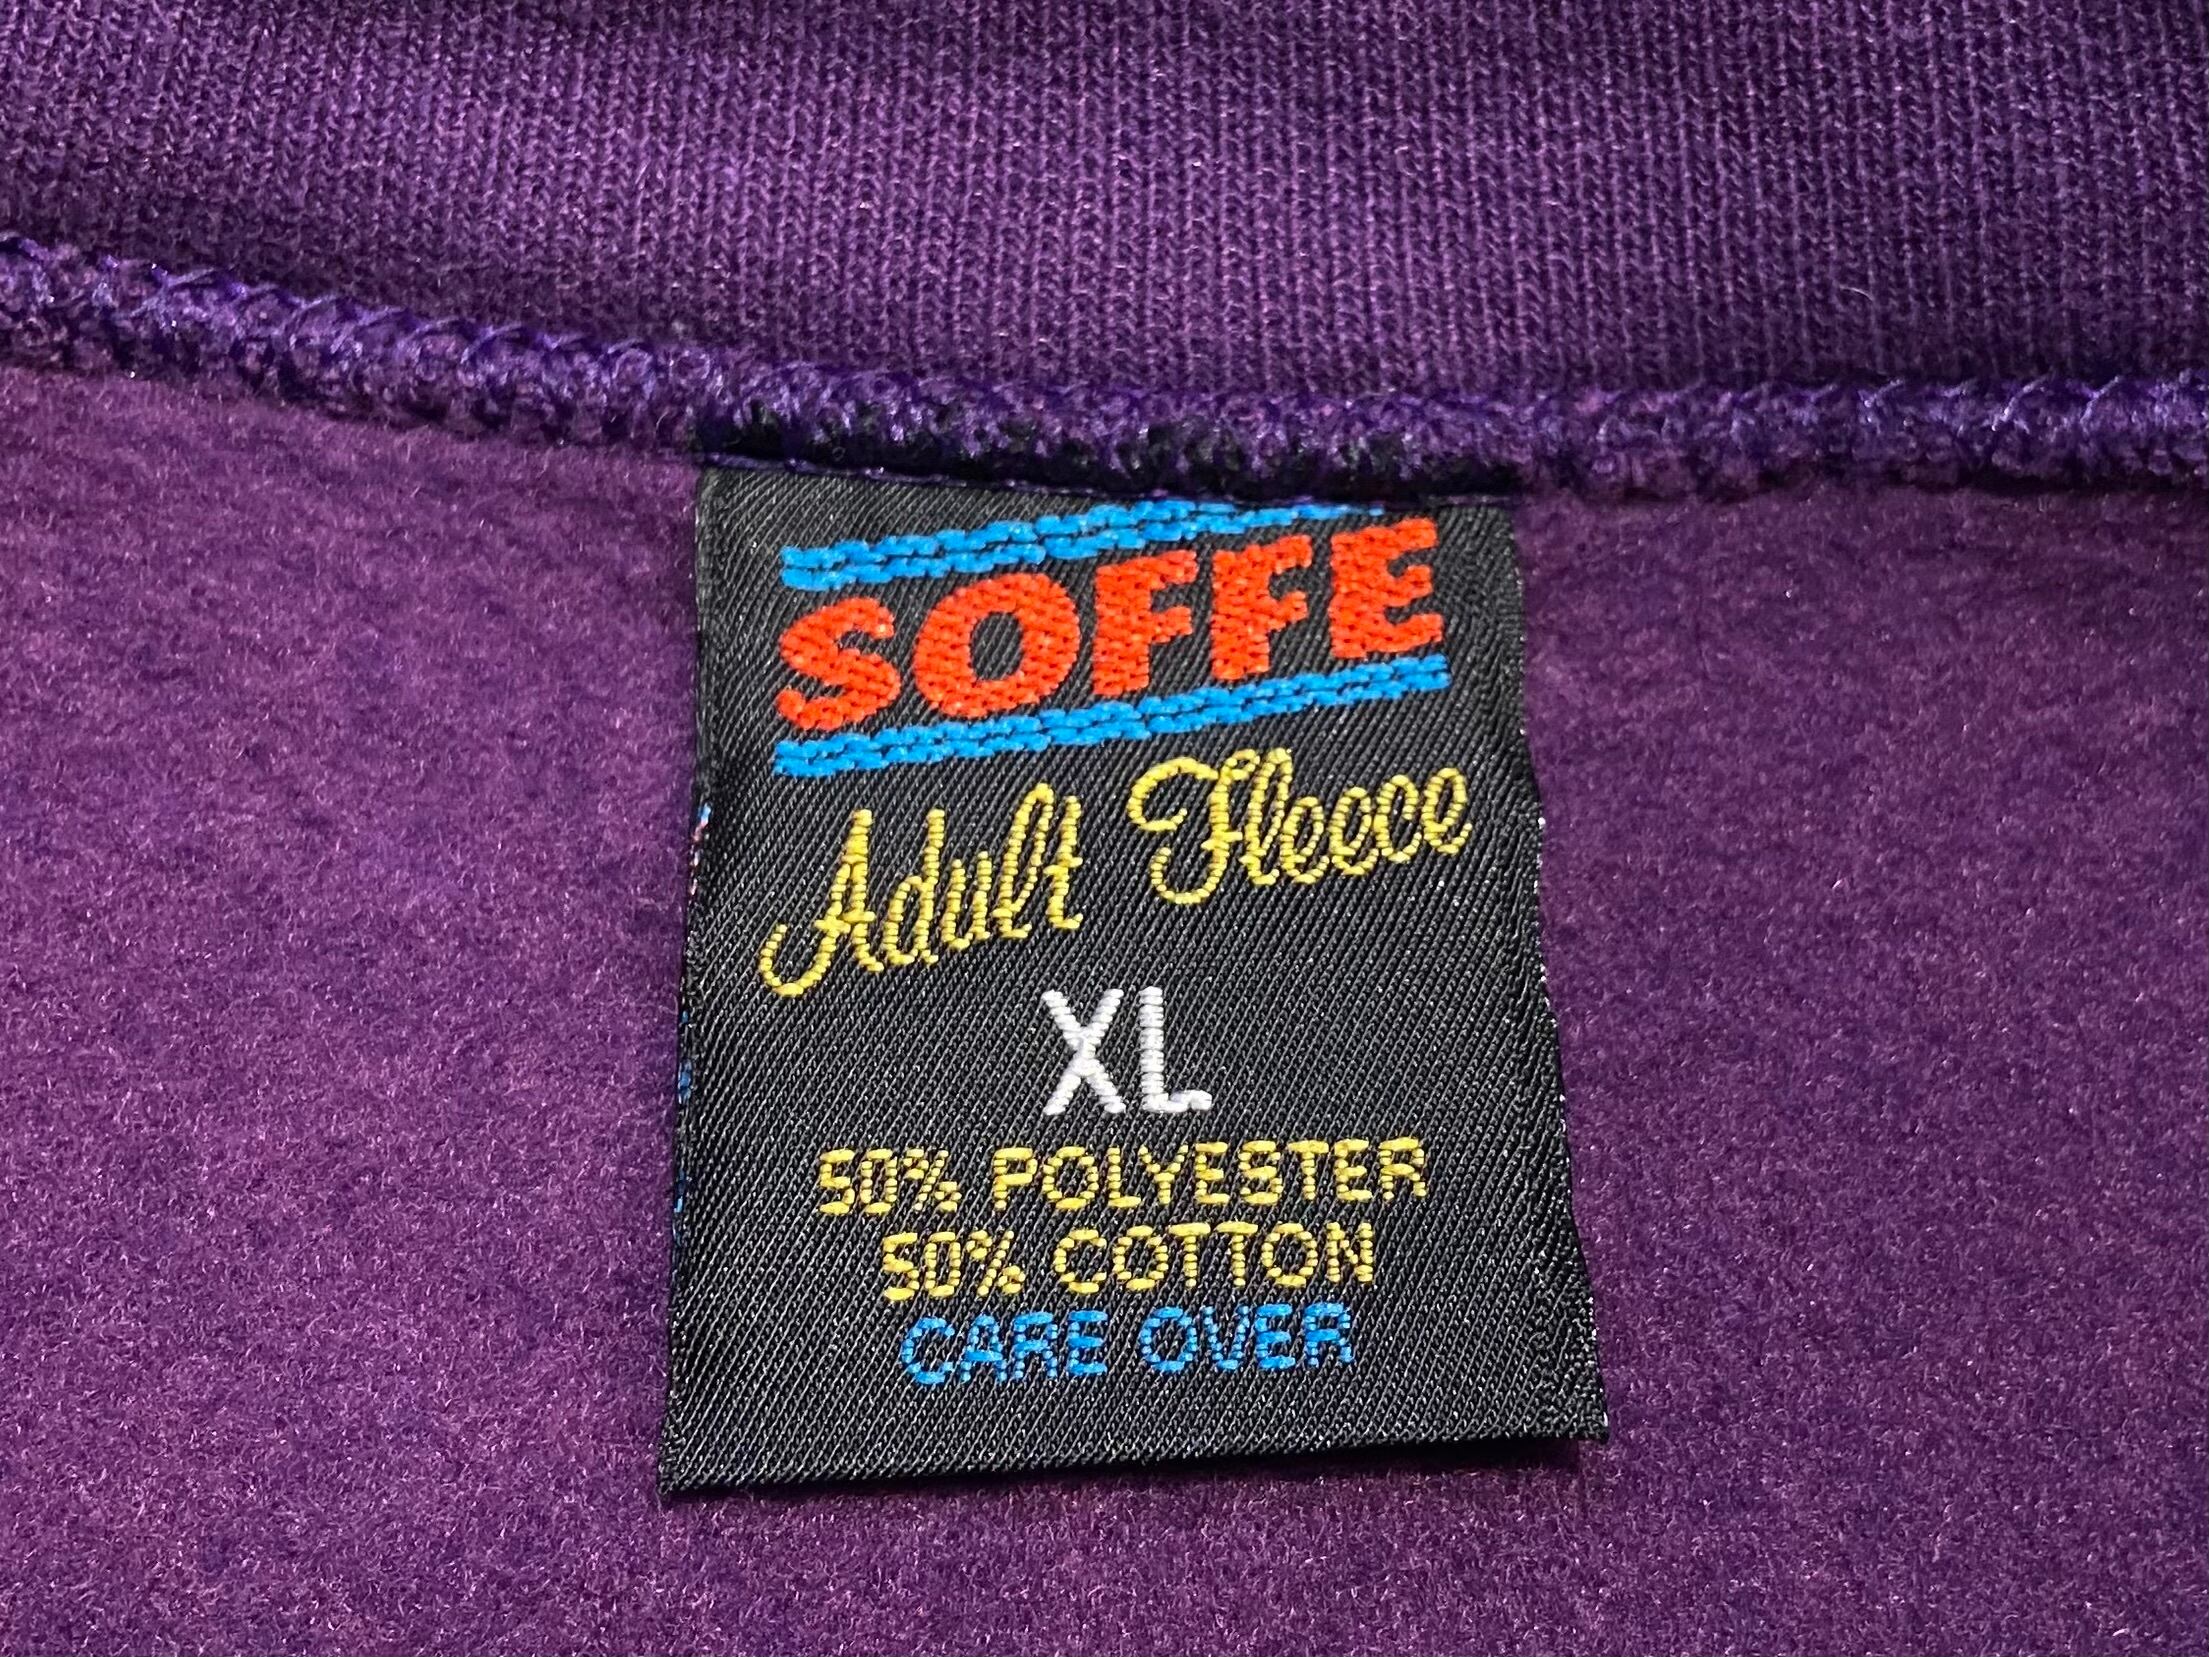 SOFFE
Adult Fleece
XL
50% POLYESTER
50% COTTON
CARE OVER